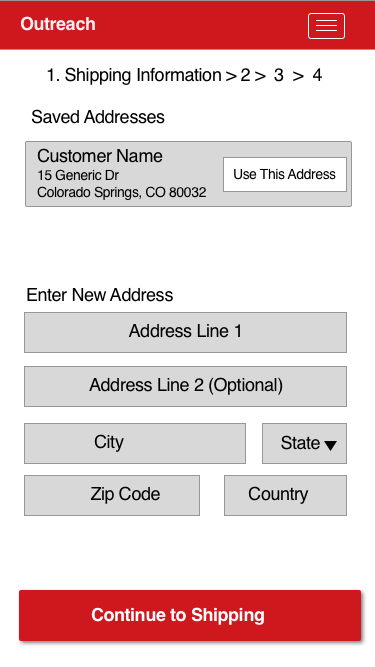 Outreach
1. Shipping Information > 2 > 3 > 4
Saved Addresses
Customer Name
15 Generic Dr
Colorado Springs, CO 80032
Use This Address
Enter New Address
Address Line 1
Address Line 2 (Optional)
City
State
Zip Code
Country
Continue to Shipping